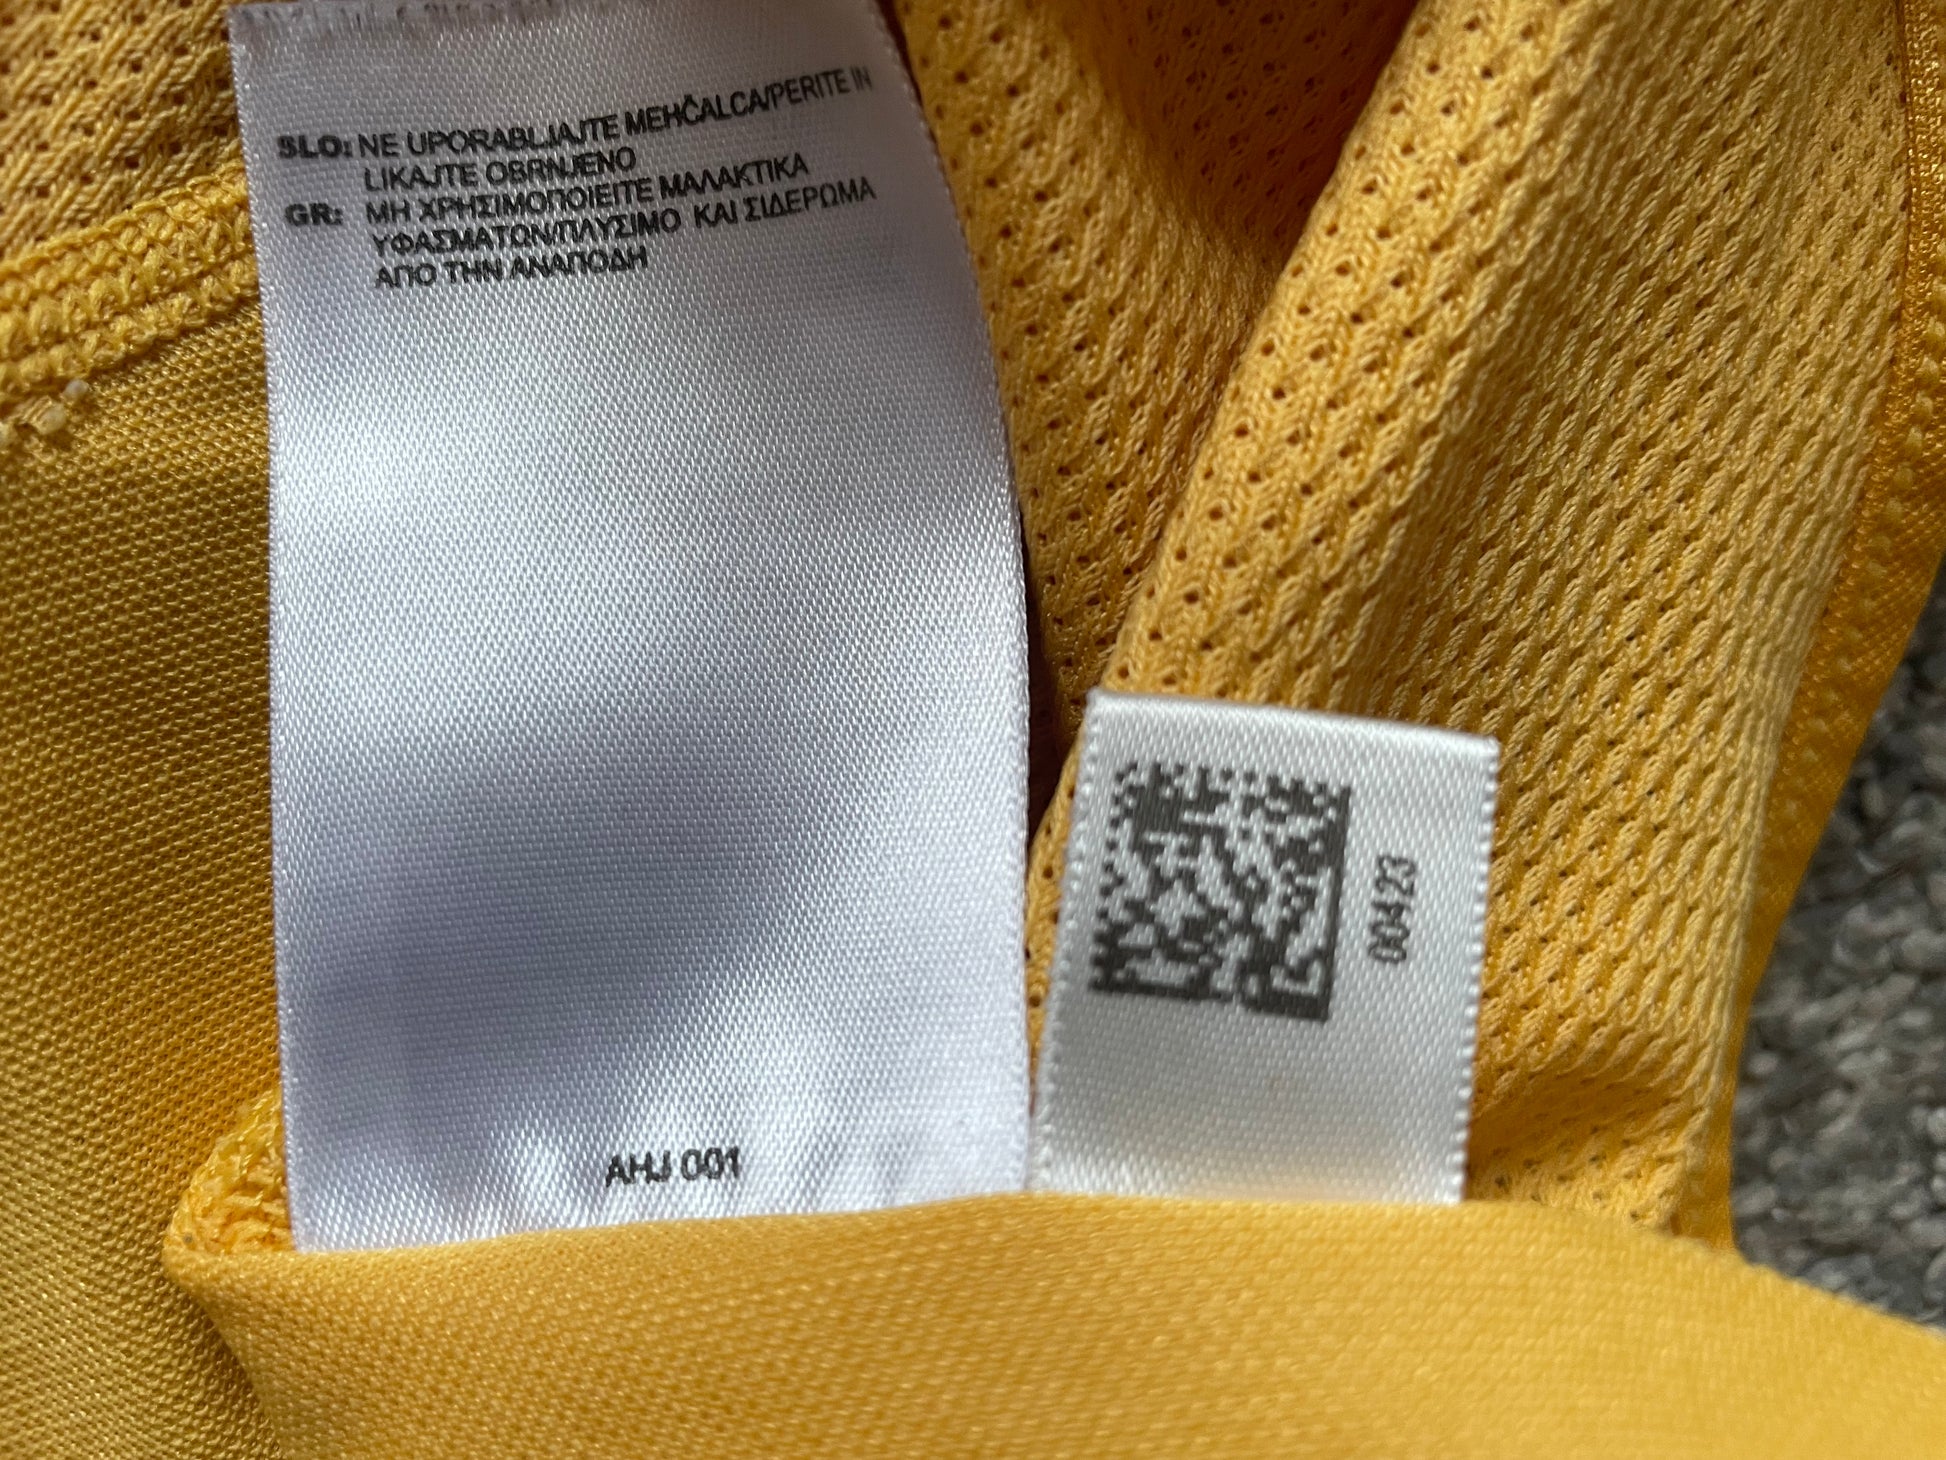 SLO: NE UPORABLJAJTE MEHČALCA/PERITE IN
LIKAJTE OBRNJENO
GR: ΜΗ ΧΡΗΣΙΜΟΠΟΙΕΙΤΕ ΜΑΛΑΚΤΙΚΑ
ΥΦΑΣΜΑΤΩΝ/ΠΛΥΣΙΜΟ ΚΑΙ ΣΙΔΕΡΩΜΑ
ΑΠΟ ΤΗΝ ΑΝΑΠΟΔΗ
AHJ 001
00423